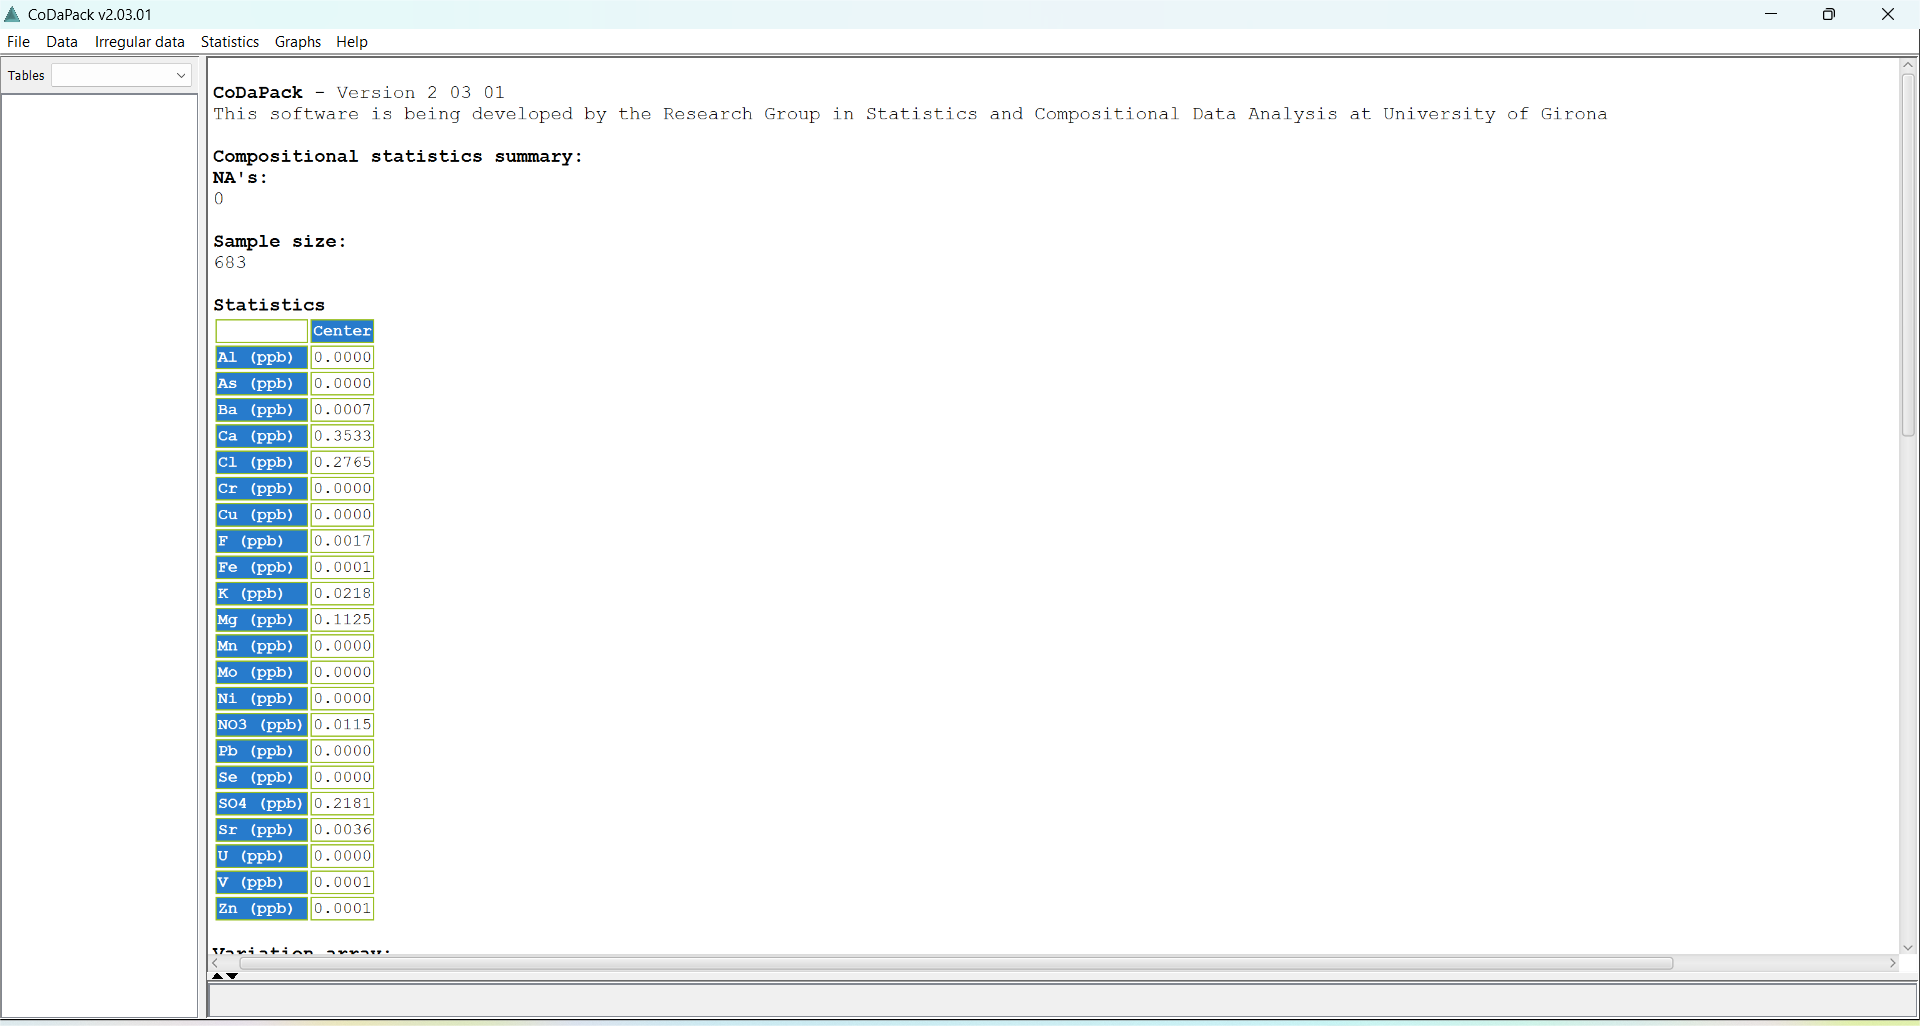 CoDaPack v2.03.01
File Data Irregular data Statistics Graphs Help
Tables
CoDaPack - Version 2 03 01
This software is being developed by the Research Group in Statistics and Compositional Data Analysis at University of Girona
Compositional statistics summary:
NA's:
0
Sample size:
683
Statistics
Center
Al (ppb) 0.0000
As (ppb) 0.0000
Ba (ppb) 0.0007
Ca (ppb) 0.3533
Cl (ppb) 0.2765
Cr (ppb) 0.0000
Cu (ppb) 0.0000
F (ppb) 0.0017
Fe (ppb) 0.0001
K (ppb) 0.0218
Mg (ppb) 0.1125
Mn (ppb) 0.0000
Mo (ppb) 0.0000
Ni (ppb) 0.0000
NO3 (ppb) 0.0115
Pb (ppb) 0.0000
Se (ppb) 0.0000
SO4 (ppb) 0.2181
Sr (ppb) 0.0036
U (ppb) 0.0000
V (ppb) 0.0001
Zn (ppb) 0.0001
Variation array: